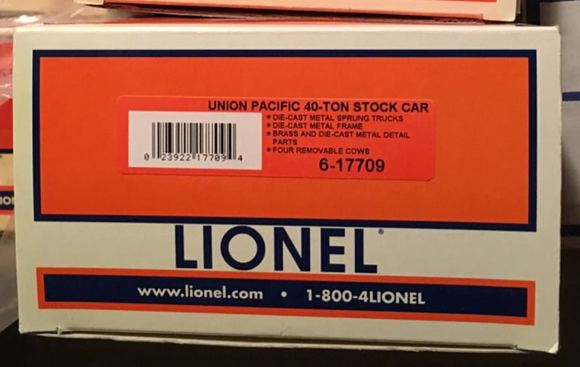 UNION PACIFIC 40-TON STOCK CAR
• DIE-CAST METAL SPRUNG TRUCKS
• DIE-CAST METAL FRAME
• BRASS AND DIE-CAST METAL DETAIL
PARTS
• FOUR REMOVABLE COWS
0 23922 17709 4
6-17709
LIONEL®
www.lionel.com • 1-800-4LIONEL